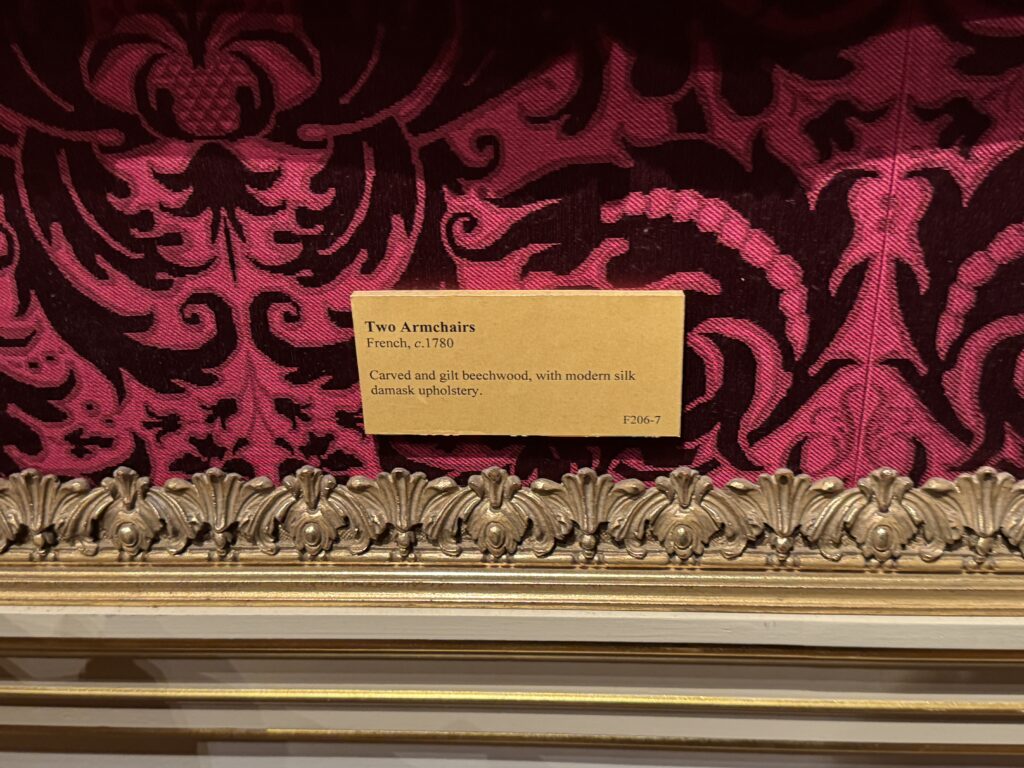 Two Armchairs
French, c.1780
Carved and gilt beechwood, with modern silk
damask upholstery.
F206-7